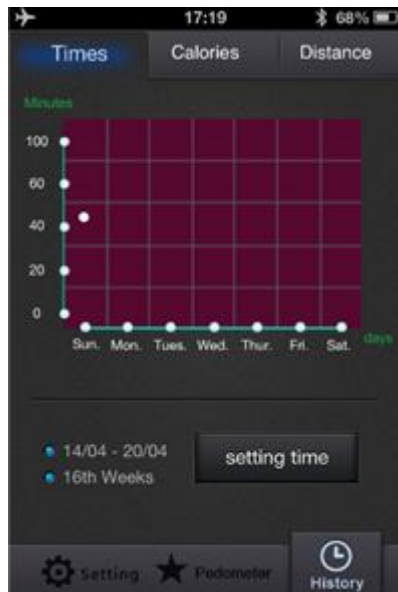 17:19 68%
Times Calories Distance
Minutes
100
60
40
20
0
Sun. Mon. Tues. Wed. Thur. Fri. Sat. days
14/04 - 20/04
16th Weeks
setting time
Setting Pedometer History